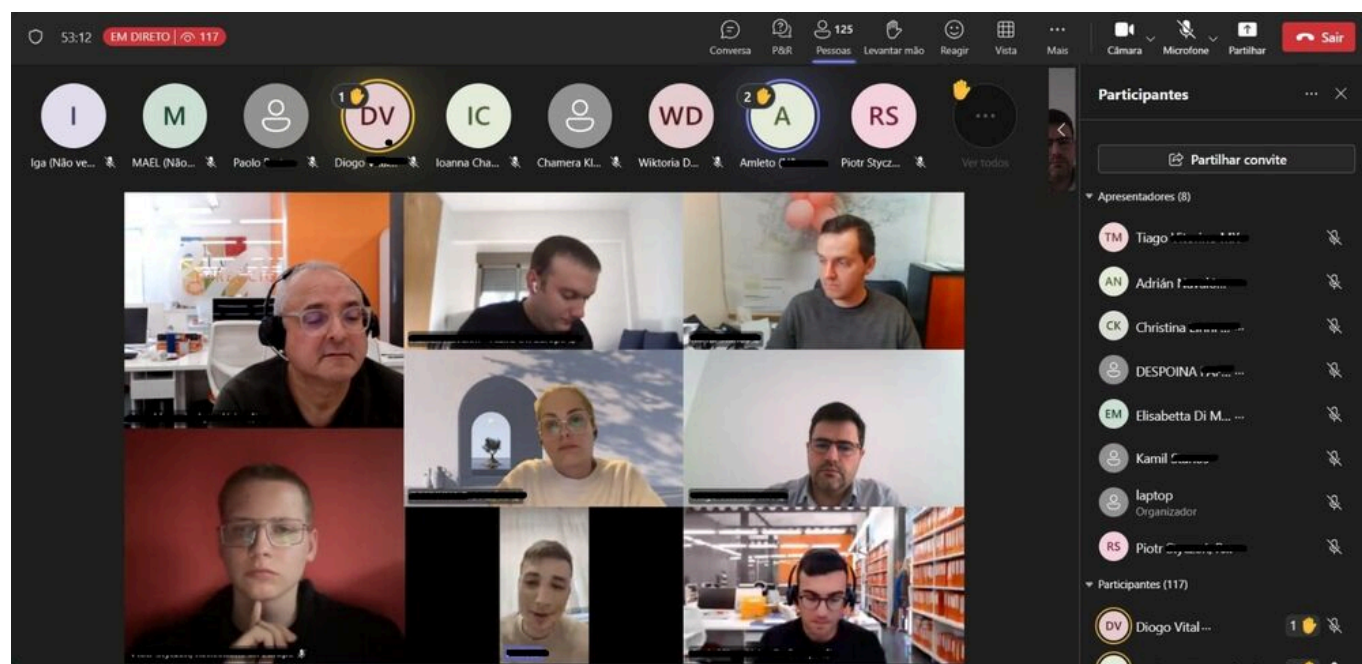 53:12 EM DIRETO | 117
Conversa P&R 125 Pessoas Levantar mão Reagir Vista Mais Câmara Microfone Partilhar Sair
I M DV IC WD A RS
1 2
Iga (Não ve... MAEL (Não... Paolo Diogo Ioanna Cha... Chamera Kl... Wiktoria D... Amleto Piotr Stycz... Ver todos
Participantes
Partilhar convite
Apresentadores (8)
TM Tiago
AN Adrián
CK Christina
DESPOINA
EM Elisabetta Di M... ...
Kamil
laptop
Organizador
RS Piotr
Participantes (117)
DV Diogo Vital ... 1